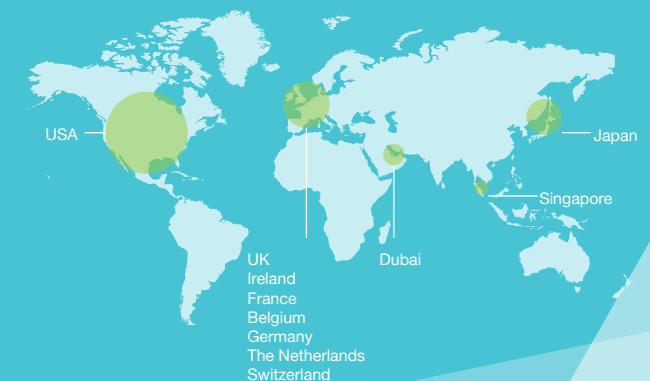 USA
Japan
Singapore
UK
Ireland
France
Belgium
Germany
The Netherlands
Switzerland
Dubai